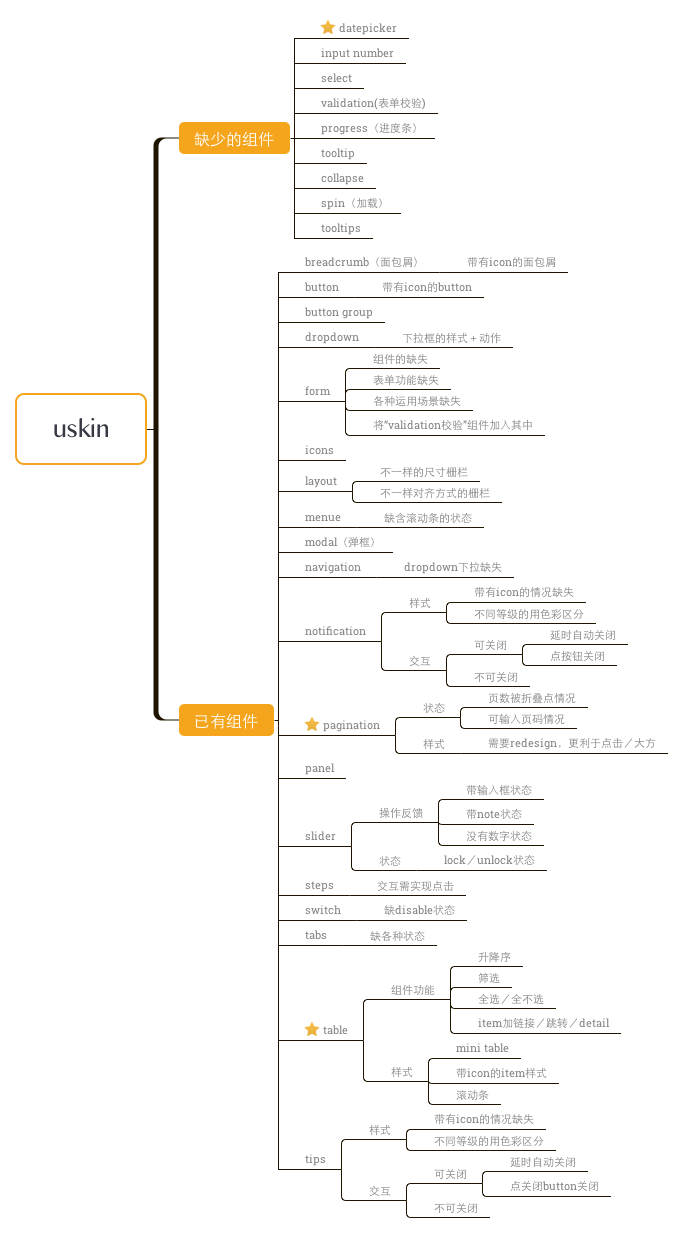 datepicker
input number
select
validation(表单校验)
progress（进度条）
缺少的组件
tooltip
collapse
spin（加载）
tooltips
breadcrumb（面包屑） 带有icon的面包屑
button 带有icon的button
button group
dropdown 下拉框的样式 + 动作
组件的缺失
表单功能缺失
form
各种运用场景缺失
将“validation校验”组件加入其中
uskin
icons
不一样的尺寸栅栏
layout
不一样对齐方式的栅栏
menue 缺含滚动条的状态
modal（弹框）
navigation dropdown下拉缺失
带有icon的情况缺失
样式
不同等级的用色彩区分
notification
延时自动关闭
可关闭
点按钮关闭
交互
不可关闭
页数被折叠点情况
状态
可输入页码情况
已有组件
pagination
样式 需要redesign，更利于点击／大方
panel
带输入框状态
操作反馈
带note状态
没有数字状态
slider
状态 lock／unlock状态
steps 交互需实现点击
switch 缺disable状态
tabs 缺各种状态
升降序
筛选
组件功能
全选／全不选
item加链接／跳转／detail
table
mini table
样式 带icon的item样式
滚动条
带有icon的情况缺失
样式
不同等级的用色彩区分
tips
延时自动关闭
可关闭
点关闭button关闭
交互
不可关闭